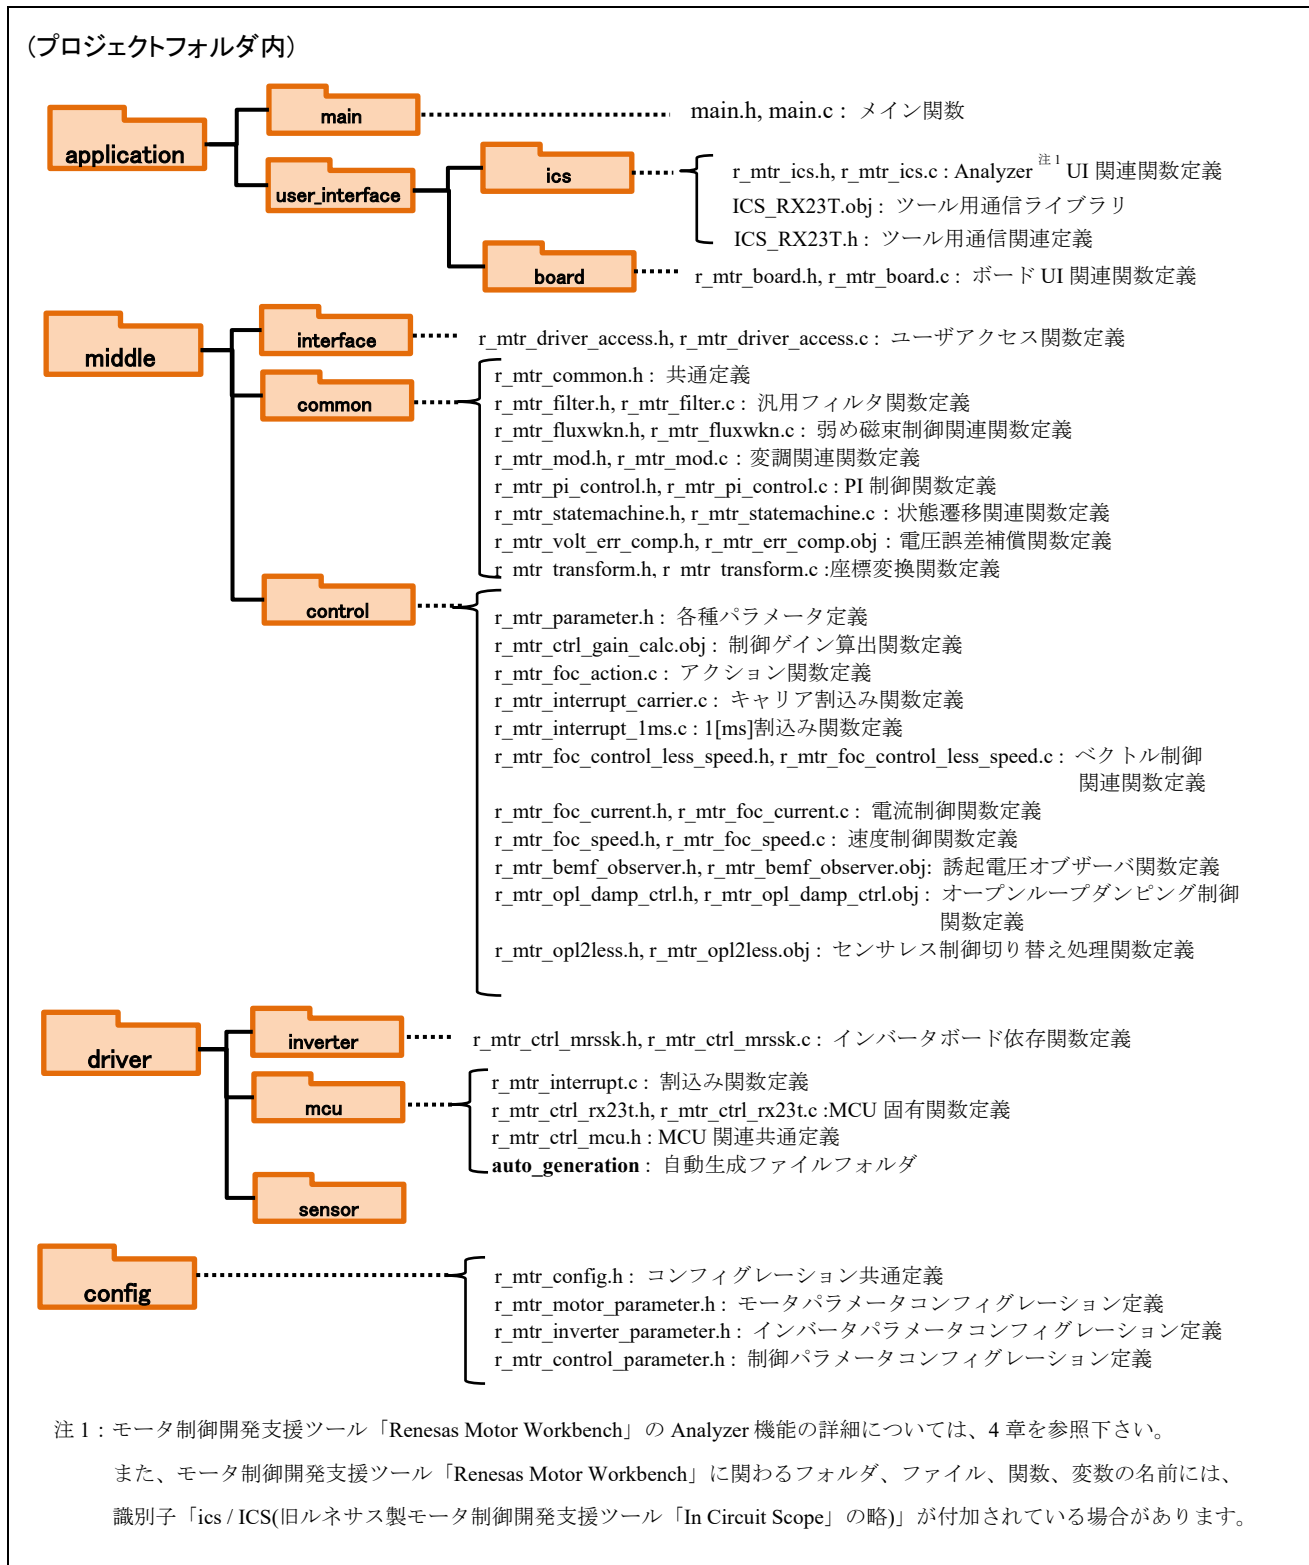 (プロジェクトフォルダ内)
application
main
main.h, main.c : メイン関数
user_interface
ics
r_mtr_ics.h, r_mtr_ics.c : Analyzer 注1 UI 関連関数定義
ICS_RX23T.obj : ツール用通信ライブラリ
ICS_RX23T.h : ツール用通信関連定義
board
r_mtr_board.h, r_mtr_board.c : ボード UI 関連関数定義
middle
interface
r_mtr_driver_access.h, r_mtr_driver_access.c : ユーザアクセス関数定義
common
r_mtr_common.h : 共通定義
r_mtr_filter.h, r_mtr_filter.c : 汎用フィルタ関数定義
r_mtr_fluxwkn.h, r_mtr_fluxwkn.c : 弱め磁束制御関連関数定義
r_mtr_mod.h, r_mtr_mod.c : 変調関連関数定義
r_mtr_pi_control.h, r_mtr_pi_control.c : PI 制御関数定義
r_mtr_statemachine.h, r_mtr_statemachine.c : 状態遷移関連関数定義
r_mtr_volt_err_comp.h, r_mtr_err_comp.obj : 電圧誤差補償関数定義
r_mtr_transform.h, r_mtr_transform.c :座標変換関数定義
control
r_mtr_parameter.h : 各種パラメータ定義
r_mtr_ctrl_gain_calc.obj : 制御ゲイン算出関数定義
r_mtr_foc_action.c : アクション関数定義
r_mtr_interrupt_carrier.c : キャリア割込み関数定義
r_mtr_interrupt_1ms.c : 1[ms]割込み関数定義
r_mtr_foc_control_less_speed.h, r_mtr_foc_control_less_speed.c : ベクトル制御
関連関数定義
r_mtr_foc_current.h, r_mtr_foc_current.c : 電流制御関数定義
r_mtr_foc_speed.h, r_mtr_foc_speed.c : 速度制御関数定義
r_mtr_bemf_observer.h, r_mtr_bemf_observer.obj: 誘起電圧オブザーバ関数定義
r_mtr_opl_damp_ctrl.h, r_mtr_opl_damp_ctrl.obj : オープンループダンピング制御
関数定義
r_mtr_opl2less.h, r_mtr_opl2less.obj : センサレス制御切り替え処理関数定義
driver
inverter
r_mtr_ctrl_mrssk.h, r_mtr_ctrl_mrssk.c : インバータボード依存関数定義
mcu
r_mtr_interrupt.c : 割込み関数定義
r_mtr_ctrl_rx23t.h, r_mtr_ctrl_rx23t.c :MCU 固有関数定義
r_mtr_ctrl_mcu.h : MCU 関連共通定義
auto_generation : 自動生成ファイルフォルダ
sensor
config
r_mtr_config.h : コンフィグレーション共通定義
r_mtr_motor_parameter.h : モータパラメータコンフィグレーション定義
r_mtr_inverter_parameter.h : インバータパラメータコンフィグレーション定義
r_mtr_control_parameter.h : 制御パラメータコンフィグレーション定義
注 1 : モータ制御開発支援ツール「Renesas Motor Workbench」の Analyzer 機能の詳細については、4 章を参照下さい。
また、モータ制御開発支援ツール「Renesas Motor Workbench」に関わるフォルダ、ファイル、関数、変数の名前には、
識別子「ics / ICS(旧ルネサス製モータ制御開発支援ツール「In Circuit Scope」の略)」が付加されている場合があります。